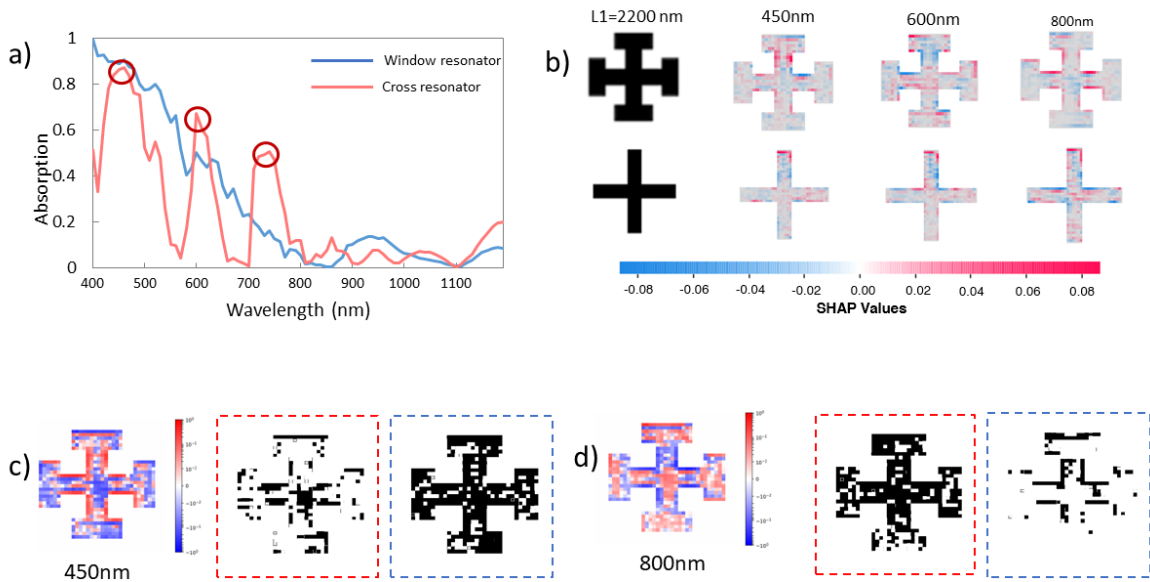 a)
1
0.8
0.6
0.4
0.2
0
Absorption
400 500 600 700 800 900 1000 1100
Wavelength (nm)
Window resonator
Cross resonator
b)
L1=2200 nm 450nm 600nm 800nm
-0.08 -0.06 -0.04 -0.02 0.00 0.02 0.04 0.06 0.08
SHAP Values
c)
450nm
d)
800nm